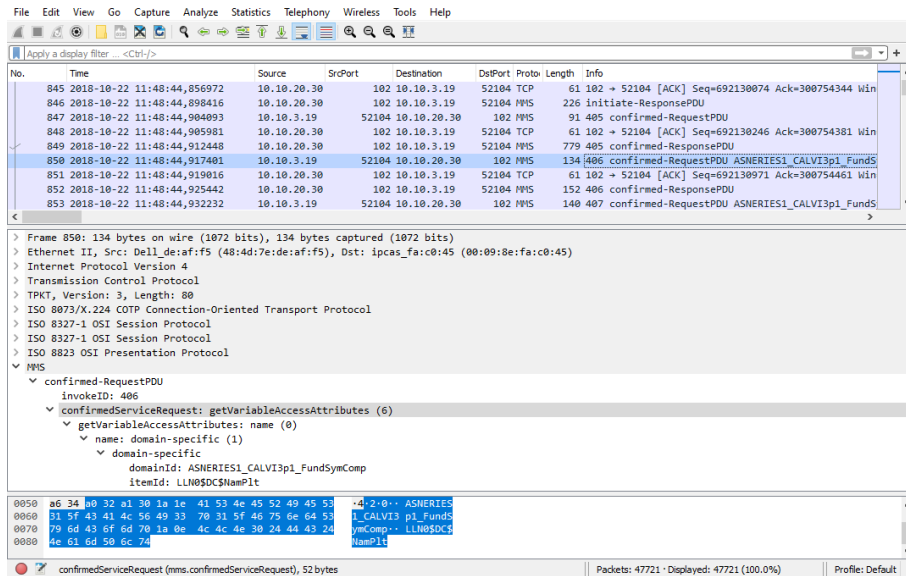 File Edit View Go Capture Analyze Statistics Telephony Wireless Tools Help
Apply a display filter ... <Ctrl-/>
No. Time Source SrcPort Destination DstPort Proto Length Info
845 2018-10-22 11:48:44,856972 10.10.20.30 102 10.10.3.19 52104 TCP 61 102 → 52104 [ACK] Seq=692130074 Ack=300754344 Win
846 2018-10-22 11:48:44,898416 10.10.20.30 102 10.10.3.19 52104 MMS 226 initiate-ResponsePDU
847 2018-10-22 11:48:44,904093 10.10.3.19 52104 10.10.20.30 102 MMS 91 405 confirmed-RequestPDU
848 2018-10-22 11:48:44,905981 10.10.20.30 102 10.10.3.19 52104 TCP 61 102 → 52104 [ACK] Seq=692130246 Ack=300754381 Win
849 2018-10-22 11:48:44,912448 10.10.20.30 102 10.10.3.19 52104 MMS 779 405 confirmed-ResponsePDU
850 2018-10-22 11:48:44,917401 10.10.3.19 52104 10.10.20.30 102 MMS 134 406 confirmed-RequestPDU ASNERIES1_CALVI3p1_FundS
851 2018-10-22 11:48:44,919016 10.10.20.30 102 10.10.3.19 52104 TCP 61 102 → 52104 [ACK] Seq=692130971 Ack=300754461 Win
852 2018-10-22 11:48:44,925442 10.10.20.30 102 10.10.3.19 52104 MMS 152 406 confirmed-ResponsePDU
853 2018-10-22 11:48:44,932232 10.10.3.19 52104 10.10.20.30 102 MMS 140 407 confirmed-RequestPDU ASNERIES1_CALVI3p1_FundS
Frame 850: 134 bytes on wire (1072 bits), 134 bytes captured (1072 bits)
Ethernet II, Src: Dell_de:af:f5 (48:4d:7e:de:af:f5), Dst: ipcas_fa:c0:45 (00:09:8e:fa:c0:45)
Internet Protocol Version 4
Transmission Control Protocol
TPKT, Version: 3, Length: 80
ISO 8073/X.224 COTP Connection-Oriented Transport Protocol
ISO 8327-1 OSI Session Protocol
ISO 8327-1 OSI Session Protocol
ISO 8823 OSI Presentation Protocol
MMS
confirmed-RequestPDU
invokeID: 406
confirmedServiceRequest: getVariableAccessAttributes (6)
getVariableAccessAttributes: name (0)
name: domain-specific (1)
domain-specific
domainId: ASNERIES1_CALVI3p1_FundSymComp
itemId: LLN0$DC$NamPlt
0050 a6 34 a0 32 a1 30 1a 1e 41 53 4e 45 52 49 45 53 ·4·2·0·· ASNERIES
0060 31 5f 43 41 4c 56 49 33 70 31 5f 46 75 6e 64 53 1_CALVI3 p1_FundS
0070 79 6d 43 6f 6d 70 1a 0e 4c 4c 4e 30 24 44 43 24 ymComp·· LLN0$DC$
0080 4e 61 6d 50 6c 74 NamPlt
confirmedServiceRequest (mms.confirmedServiceRequest), 52 bytes Packets: 47721 · Displayed: 47721 (100.0%) Profile: Default